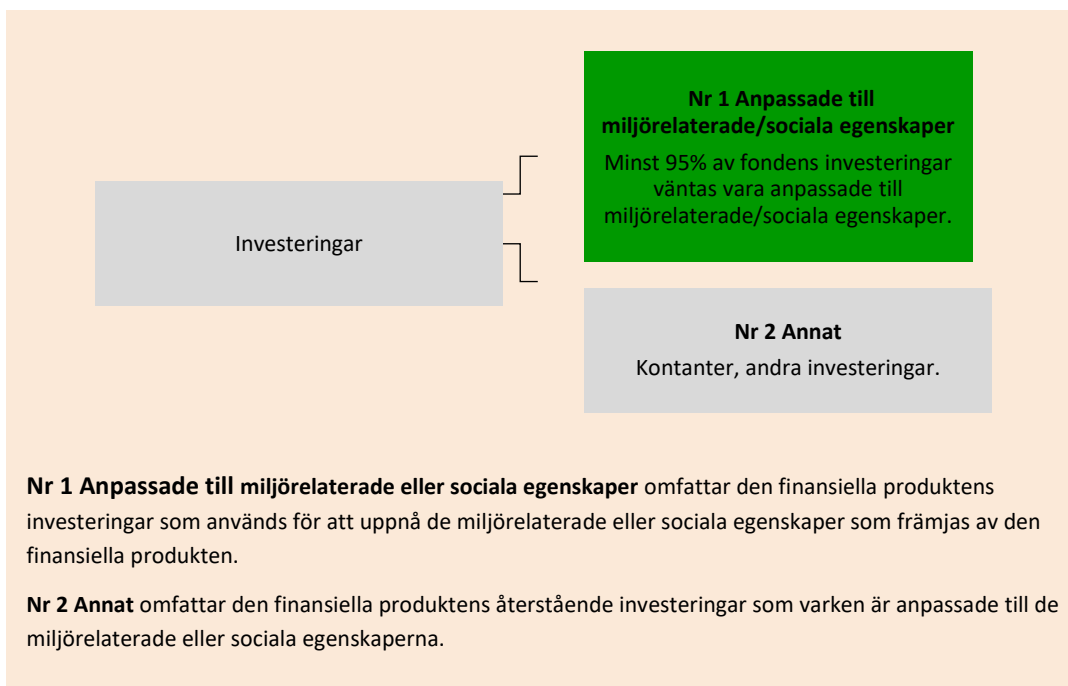 Nr 1 Anpassade till
miljörelaterade/sociala egenskaper
Minst 95% av fondens investeringar
väntas vara anpassade till
miljörelaterade/sociala egenskaper.
Investeringar
Nr 2 Annat
Kontanter, andra investeringar.
Nr 1 Anpassade till miljörelaterade eller sociala egenskaper omfattar den finansiella produktens
investeringar som används för att uppnå de miljörelaterade eller sociala egenskaper som främjas av den
finansiella produkten.
Nr 2 Annat omfattar den finansiella produktens återstående investeringar som varken är anpassade till de
miljörelaterade eller sociala egenskaperna.